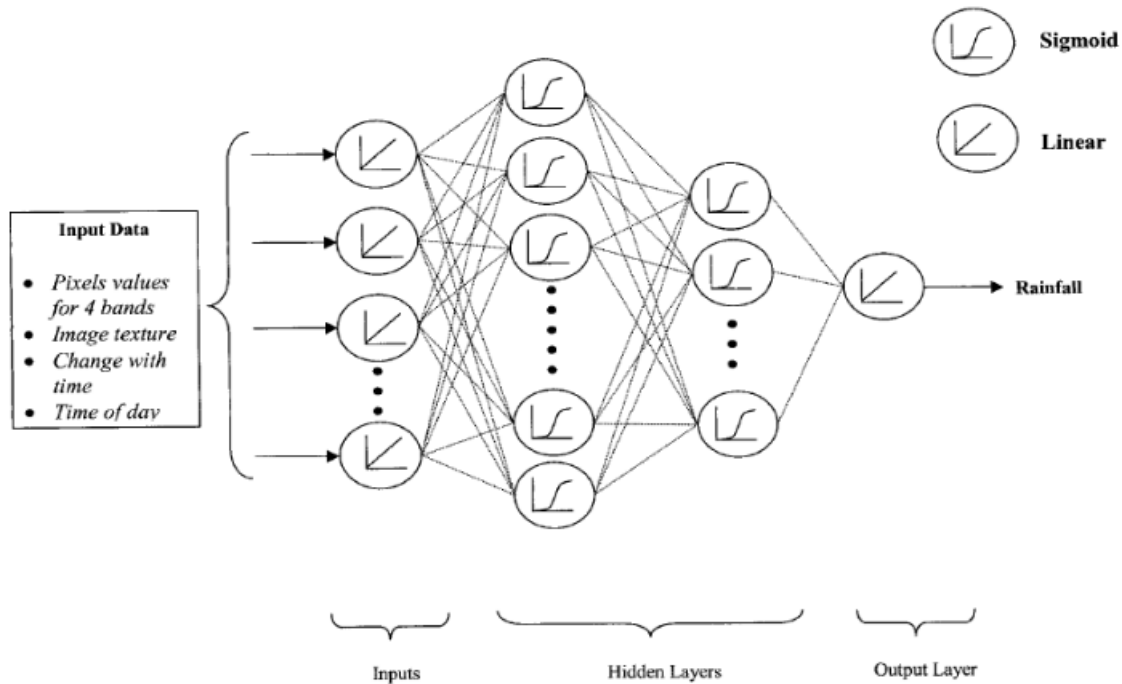 Sigmoid
Linear
Input Data
• Pixels values
for 4 bands
• Image texture
• Change with
time
• Time of day
Rainfall
Inputs
Hidden Layers
Output Layer